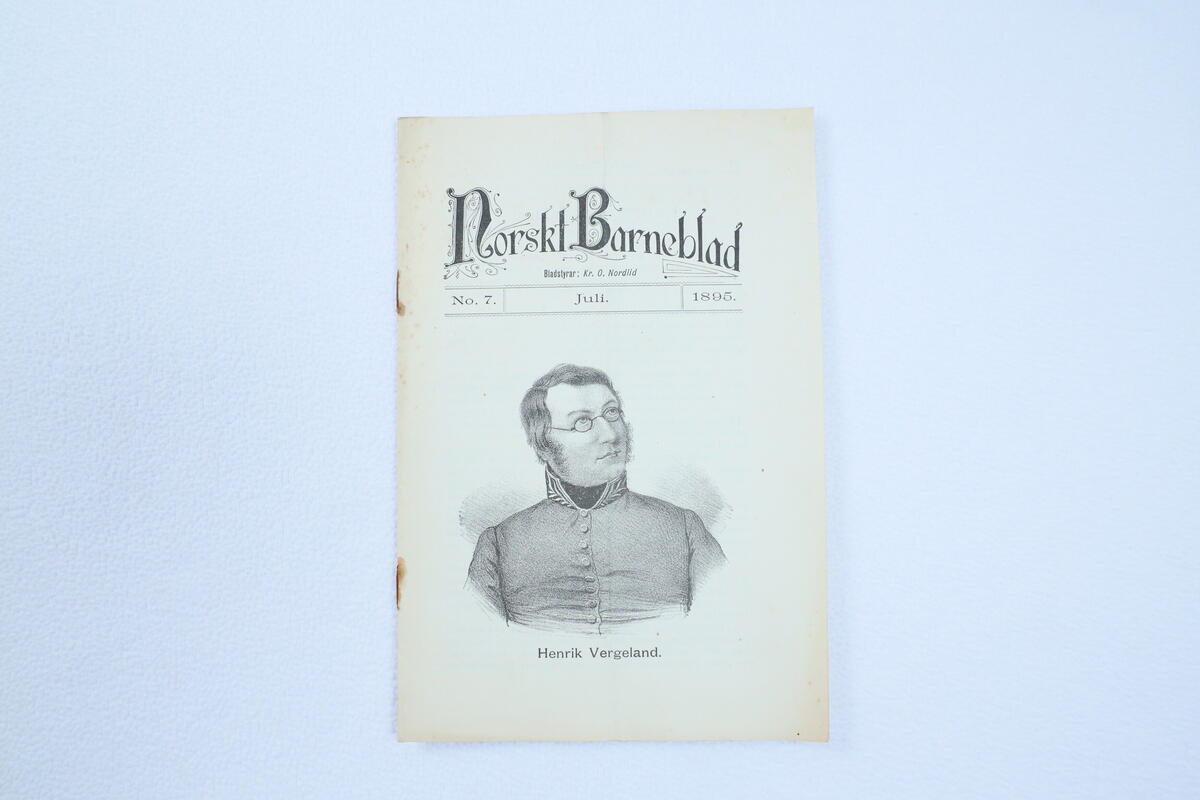 Norskt Barneblad
Bladstyrar: Kr. O. Nordlid
No. 7. Juli. 1895.
Henrik Vergeland.